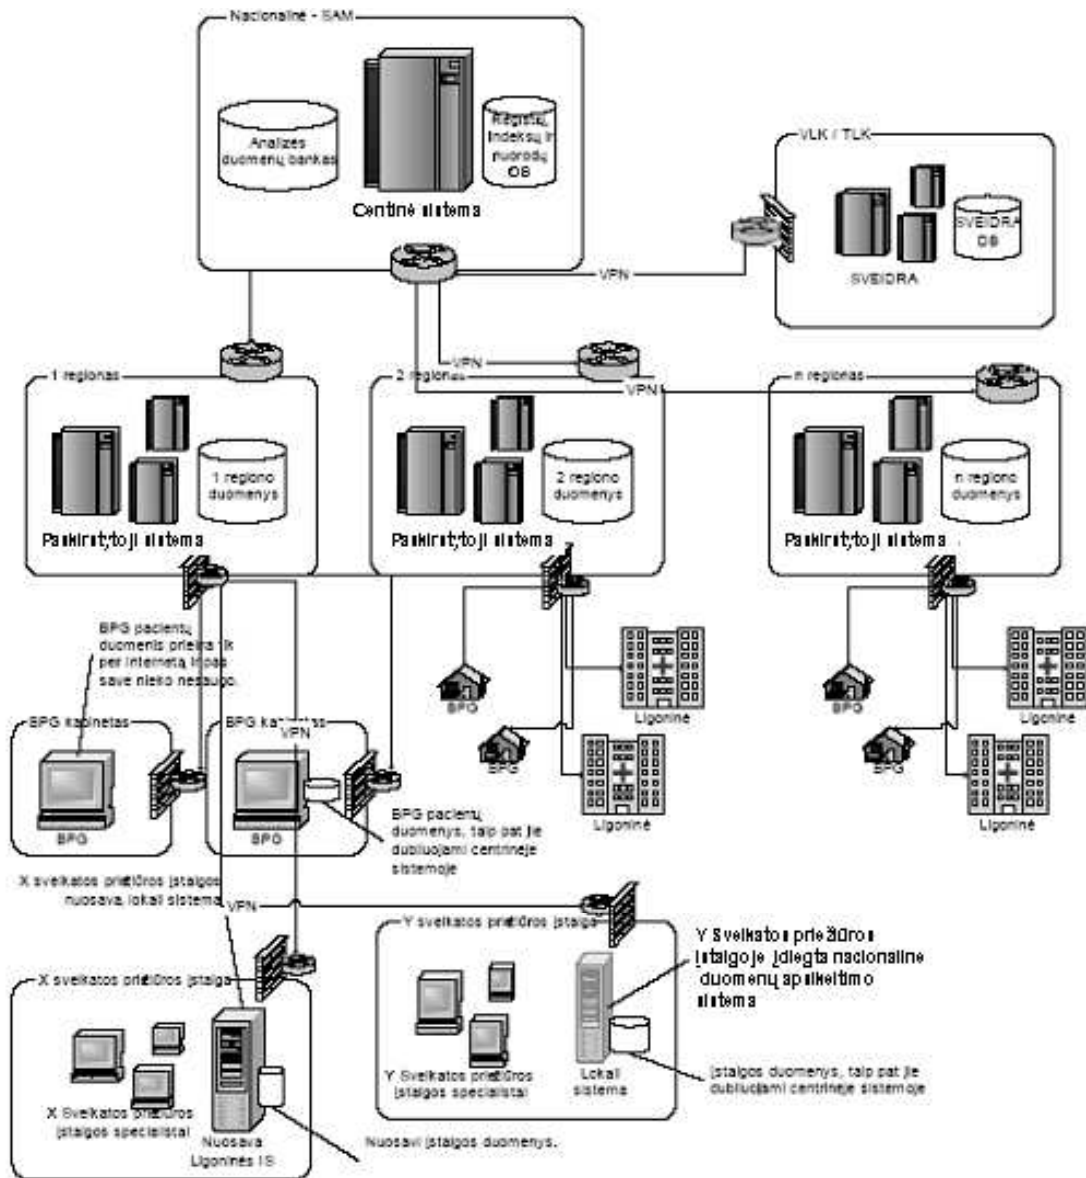 Nacionalinė - SAM
Analizės
duomenų bankas
Registų,
indeksų ir
nuorodų
DB
Centinė sistema
VLK / TLK
SVEIDRA
DB
SVEIDRA
VPN
VPN
VPN
1 regionas
2 regionas
n regionas
1 regiono
duomenys
2 regiono
duomenys
n regiono
duomenys
Paskirstytoji sistema
Paskirstytoji sistema
Paskirstytoji sistema
BPG pacientų
duomenis prieina tik
per internetą ir pas
save nieko nesaugo.
BPG
Ligoninė
BPG
Ligoninė
BPG
Ligoninė
BPG
Ligoninė
BPG kabinetas
BPG
BPG kabinetas
VPN
BPG
BPG pacientų
duomenys, taip pat jie
dubliuojami centrinėje
sistemoje
X sveikatos priežiūros įstaigos
nuosava, lokali sistema
VPN
Y sveikatos priežiūros įstaiga
Y Sveikatos priežiūros
įstaigoje įdiegta nacionalinė
duomenų apsikeitimo
sistema
X sveikatos priežiūros įstaiga
Y Sveikatos priežiūros
įstaigos specialistai
Lokali
sistema
Įstaigos duomenys, taip pat jie
dubliuojami centrinėje sistemoje
X Sveikatos priežiūros
įstaigos specialistai
Nuosava
Ligoninės IS
Nuosavi įstaigos duomenys.